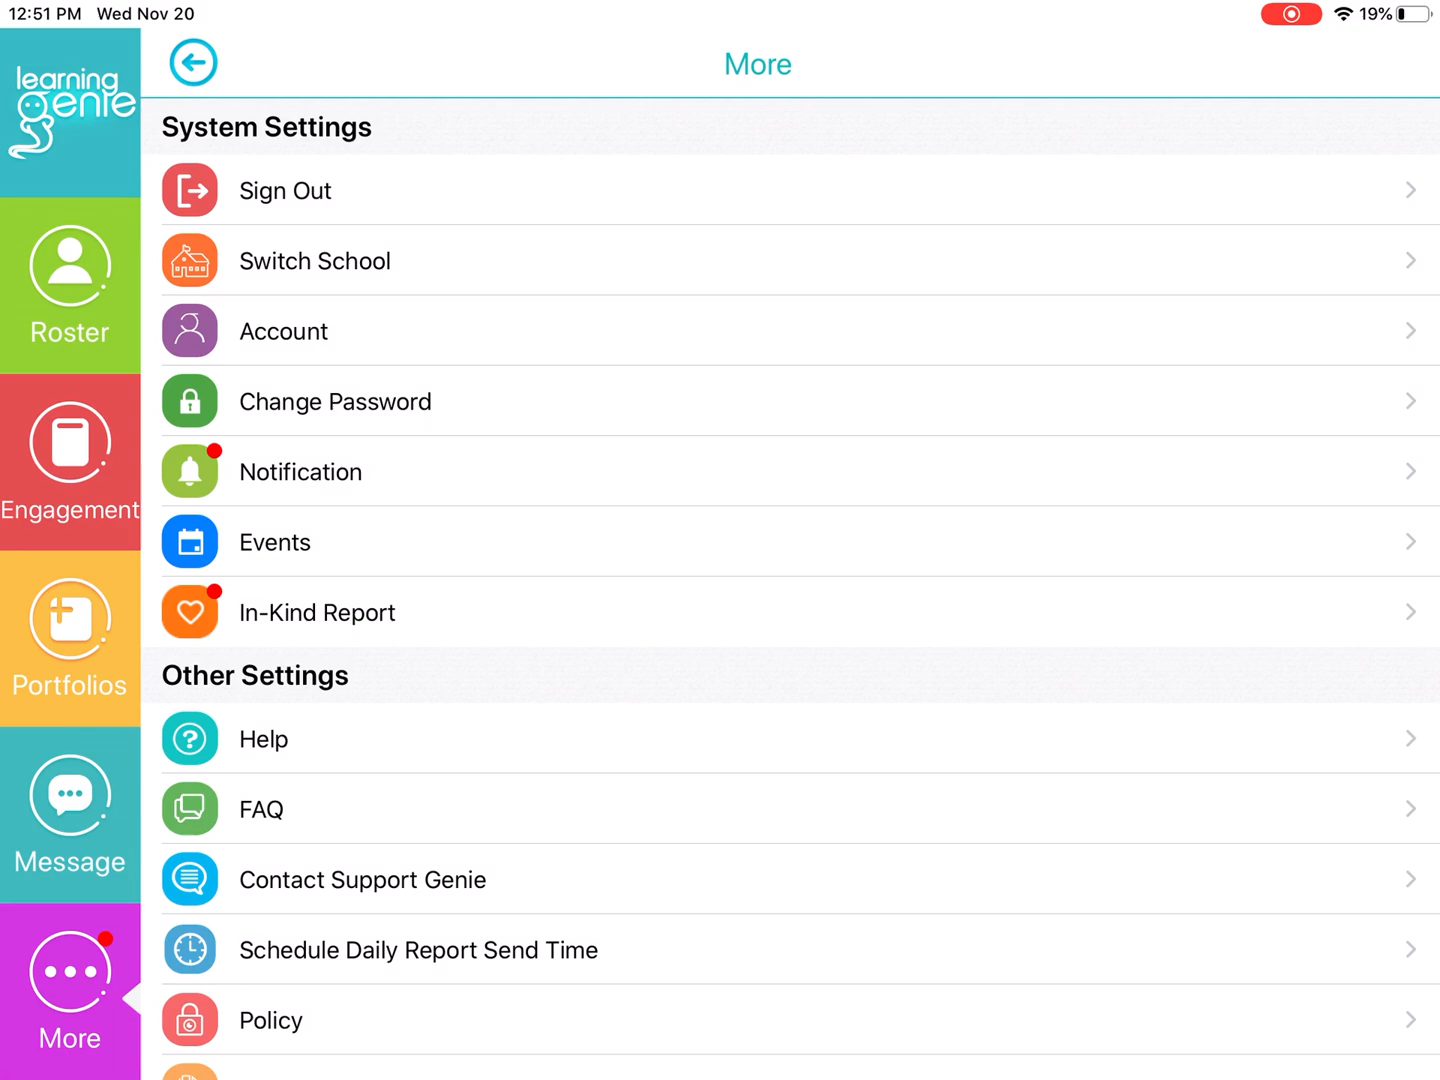 12:51 PM Wed Nov 20
19%
learning
genie
More
System Settings
Sign Out
Switch School
Roster
Account
Change Password
Notification
Engagement
Events
In-Kind Report
Other Settings
Portfolios
Help
FAQ
Message
Contact Support Genie
Schedule Daily Report Send Time
Policy
More